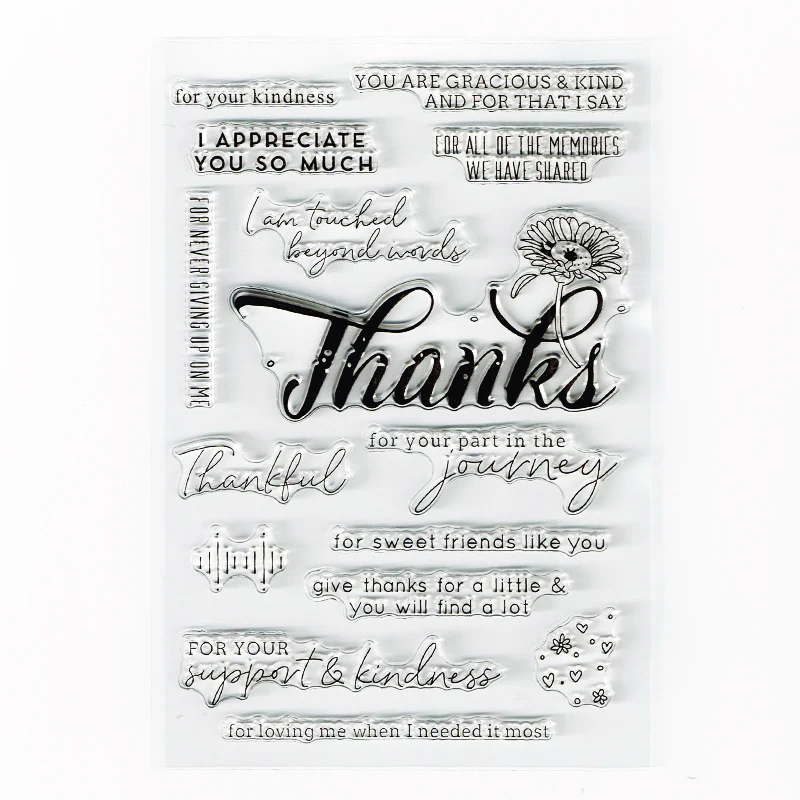 for your kindness
YOU ARE GRACIOUS & KIND
AND FOR THAT I SAY
I APPRECIATE
YOU SO MUCH
FOR ALL OF THE MEMORIES
WE HAVE SHARED
FOR NEVER GIVING UP ON ME
I am touched
beyond words
Thanks
Thankful
for your part in the
journey
for sweet friends like you
give thanks for a little &
you will find a lot
FOR YOUR
support & kindness
for loving me when I needed it most